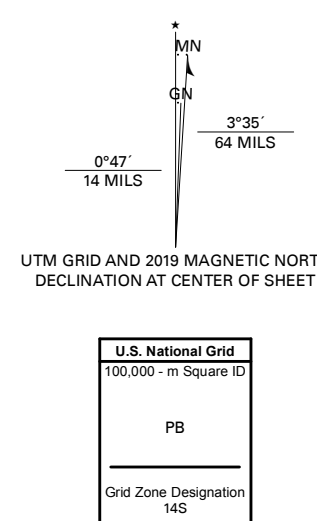 ★
MN
GN
3°35´
64 MILS
0°47´
14 MILS
UTM GRID AND 2019 MAGNETIC NORT
DECLINATION AT CENTER OF SHEET
U.S. National Grid
100,000 - m Square ID
PB
Grid Zone Designation
14S